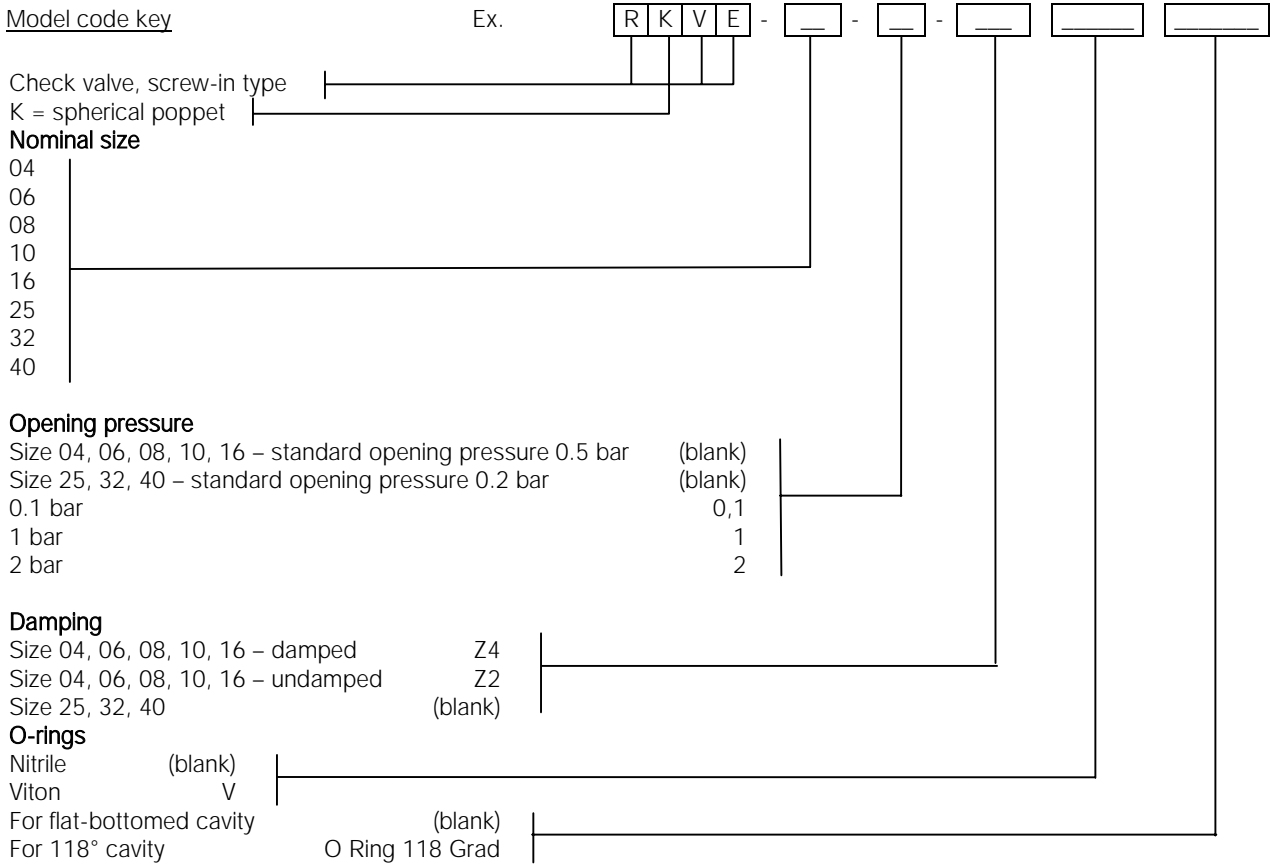 Model code key Ex. R K V E - __ - __ - ___ ______ _______
Check valve, screw-in type
K = spherical poppet
Nominal size
04
06
08
10
16
25
32
40
Opening pressure
Size 04, 06, 08, 10, 16 – standard opening pressure 0.5 bar (blank)
Size 25, 32, 40 – standard opening pressure 0.2 bar (blank)
0.1 bar 0,1
1 bar 1
2 bar 2
Damping
Size 04, 06, 08, 10, 16 – damped Z4
Size 04, 06, 08, 10, 16 – undamped Z2
Size 25, 32, 40 (blank)
O-rings
Nitrile (blank)
Viton V
For flat-bottomed cavity (blank)
For 118° cavity O Ring 118 Grad